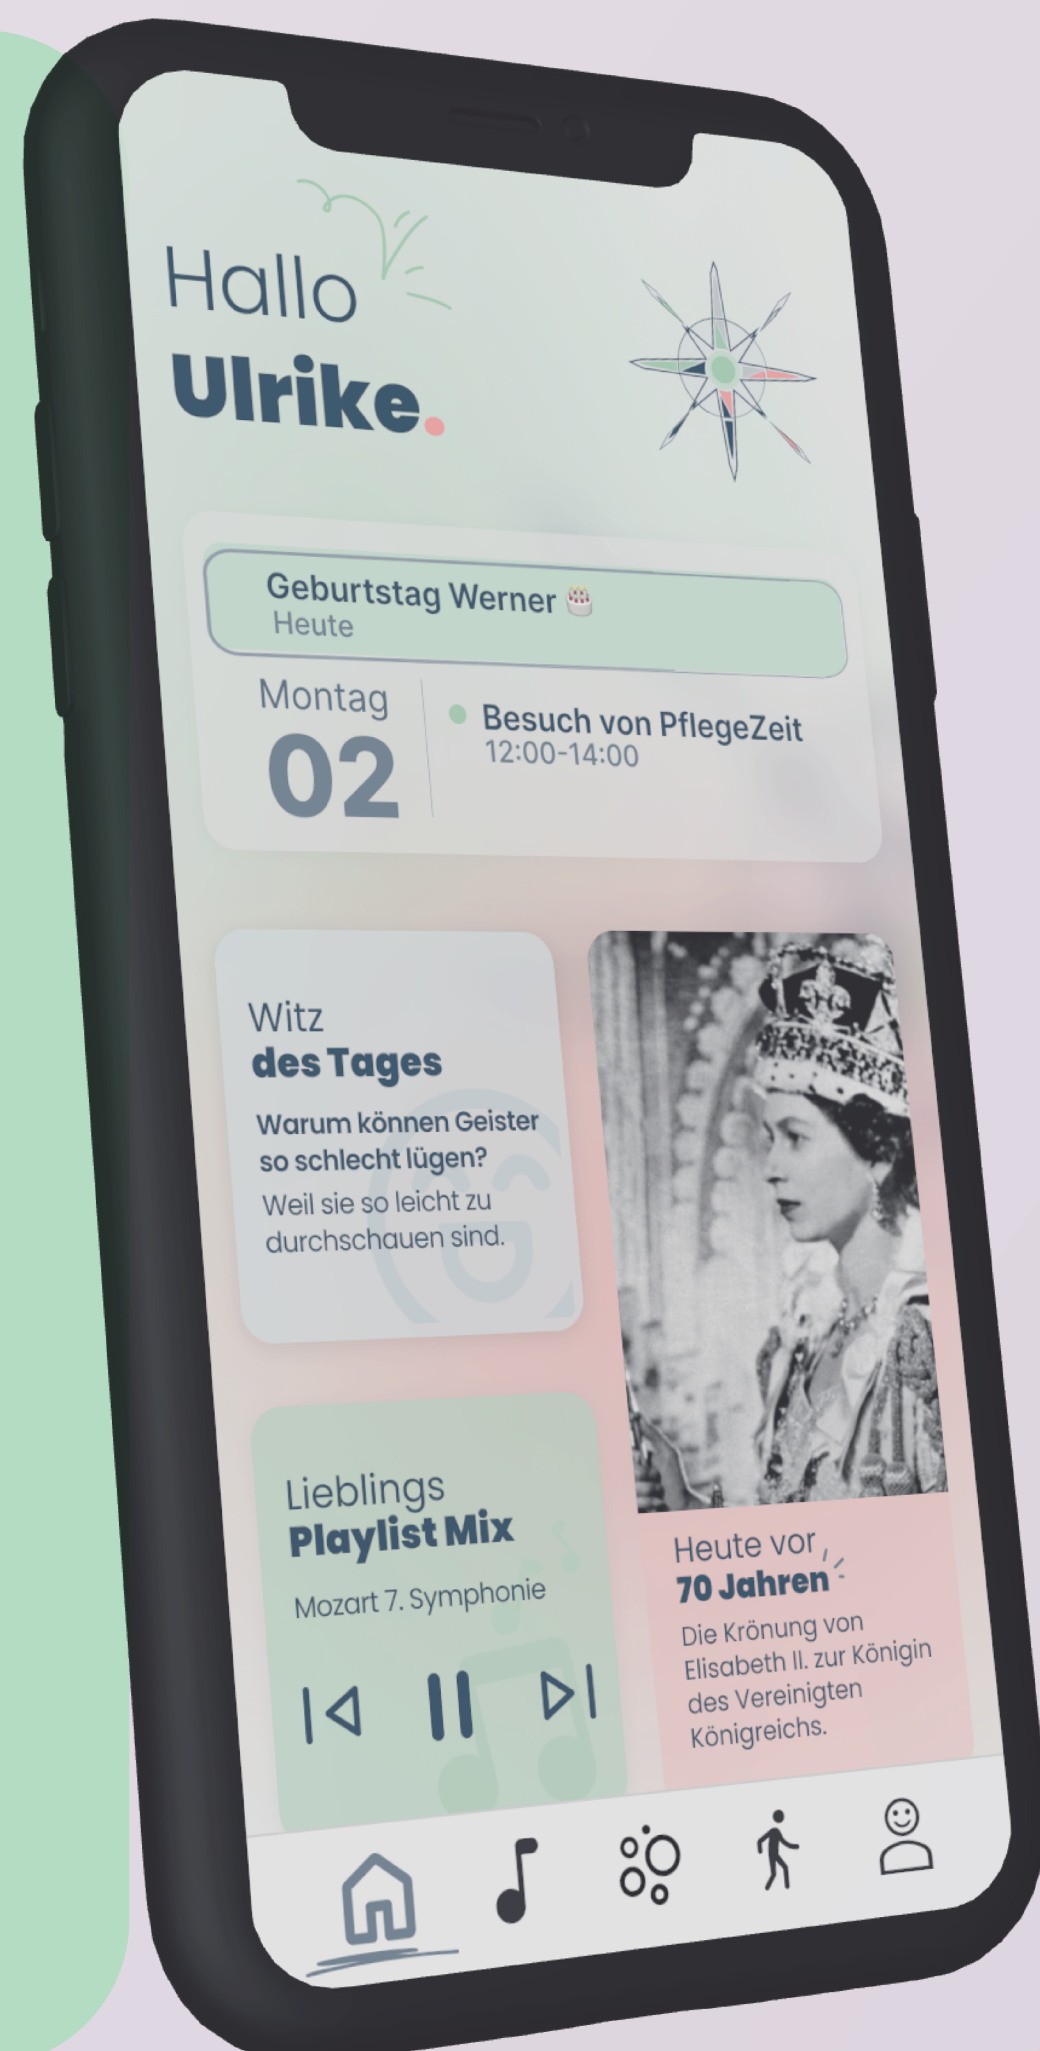 Hallo
Ulrike.
Geburtstag Werner 🎂
Heute
Montag
02
Besuch von PflegeZeit
12:00-14:00
Witz
des Tages
Warum können Geister
so schlecht lügen?
Weil sie so leicht zu
durchschauen sind.
Lieblings
Playlist Mix
Mozart 7. Symphonie
Heute vor
70 Jahren
Die Krönung von
Elisabeth II. zur Königin
des Vereinigten
Königreichs.